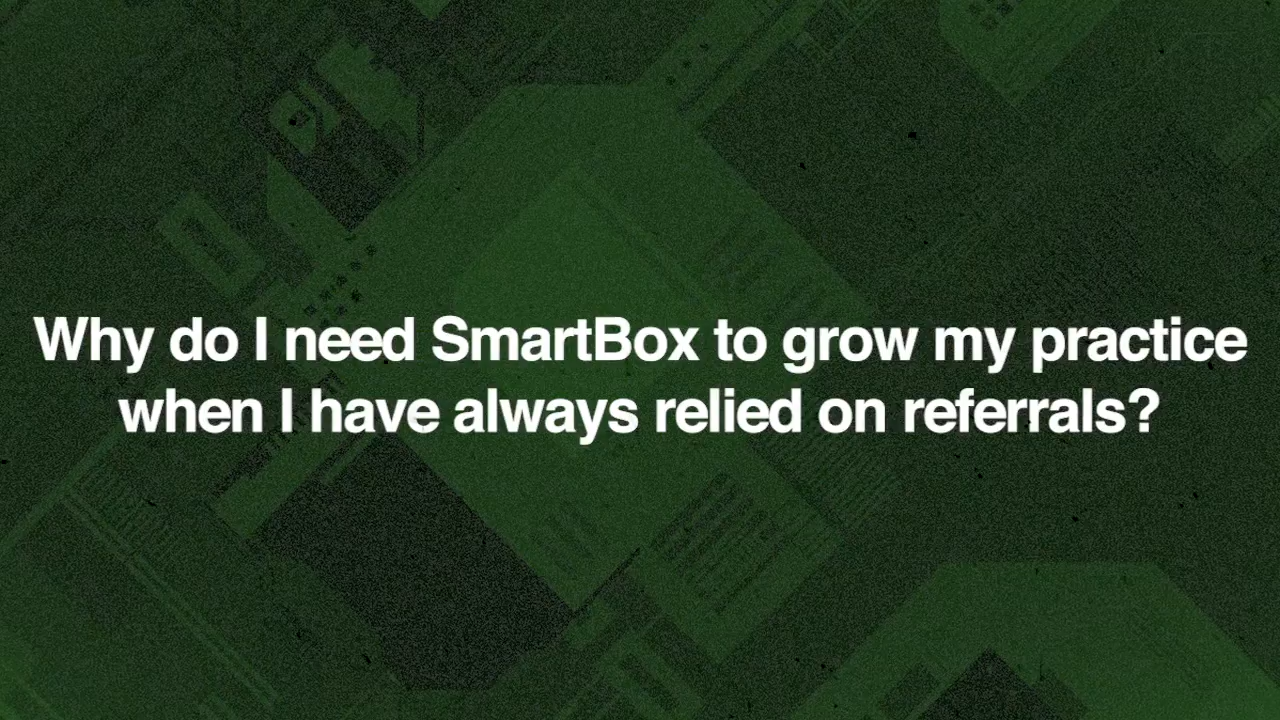 Why do I need SmartBox to grow my practice
when I have always relied on referrals?